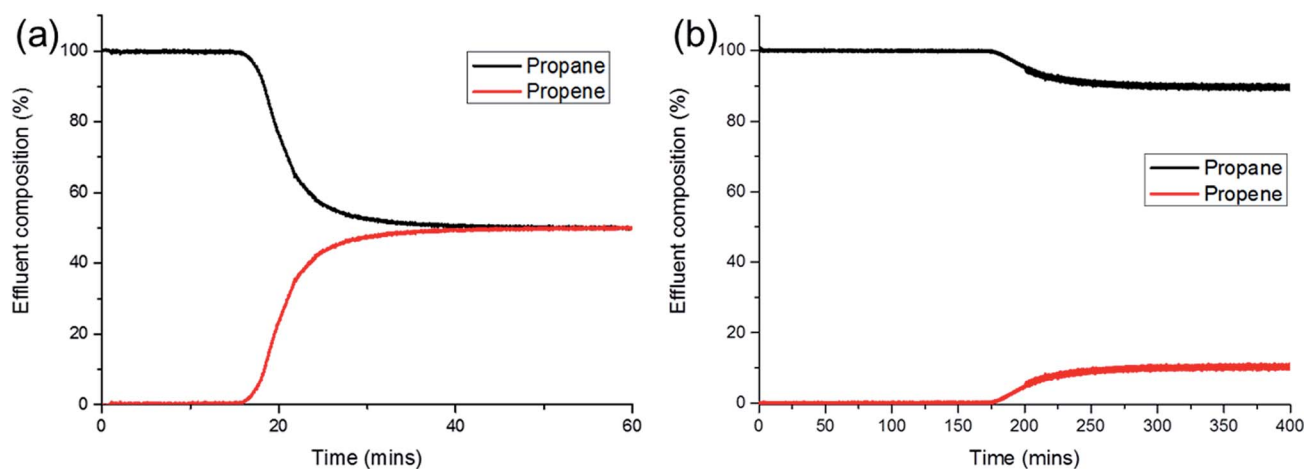 (a)
Effluent composition (%)
100
80
60
40
20
0
Propane
Propene
0 20 40 60
Time (mins)
(b)
Effluent composition (%)
100
80
60
40
20
0
Propane
Propene
0 50 100 150 200 250 300 350 400
Time (mins)